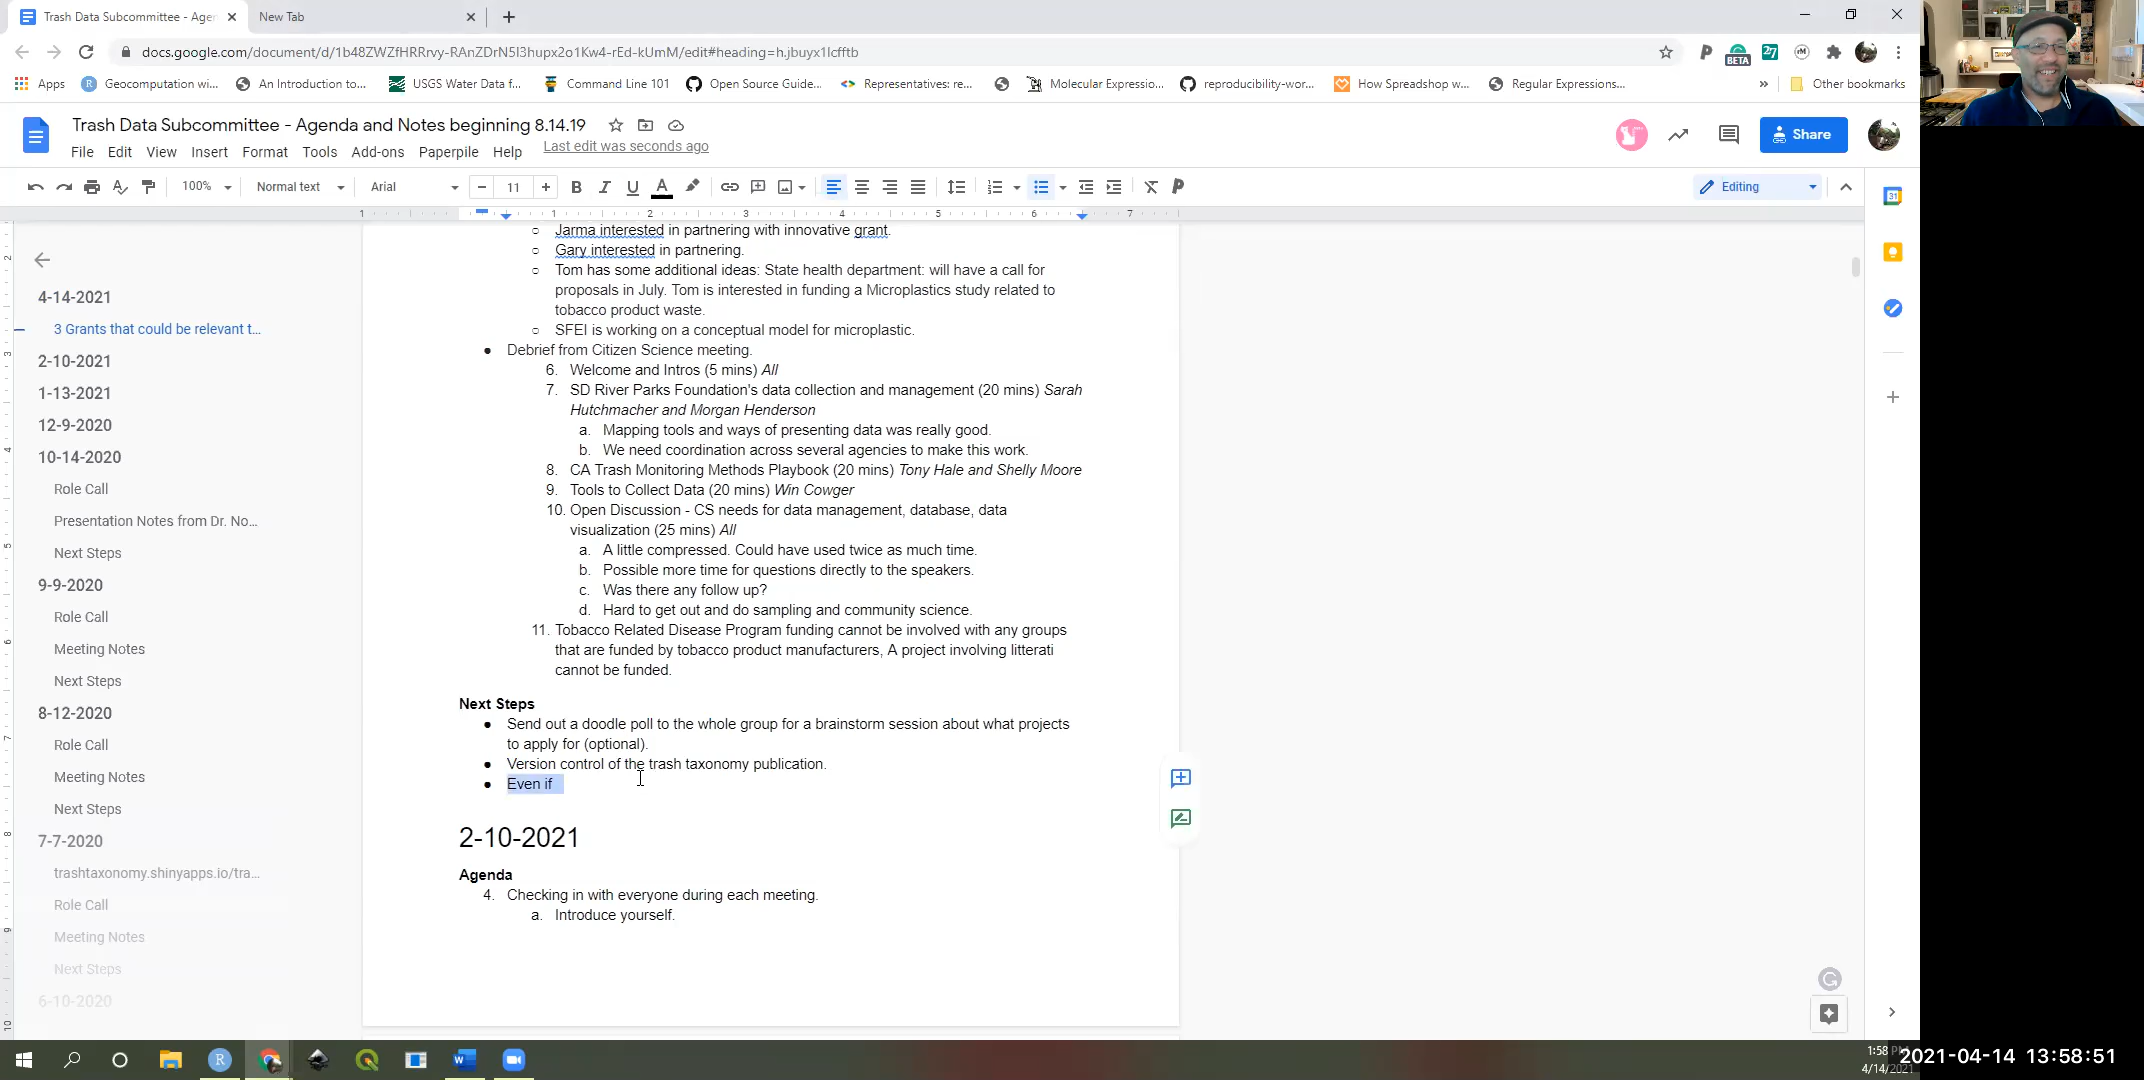 Trash Data Subcommittee - Agen
New Tab
docs.google.com/document/d/1b48ZWZfHRRrvy-RAnZDrN5l3hupx2o1Kw4-rEd-kUmM/edit#heading=h.jbuyx1lcfftb
BETA
27
Apps
Geocomputation wi...
An Introduction to...
USGS Water Data f...
Command Line 101
Open Source Guide...
Representatives: re...
Molecular Expressio...
reproducibility-wor...
How Spreadshop w...
Regular Expressions...
Other bookmarks
Trash Data Subcommittee - Agenda and Notes beginning 8.14.19
File Edit View Insert Format Tools Add-ons Paperpile Help
Last edit was seconds ago
Share
100% Normal text Arial 11
Editing
1 1 2 3 4 5 6 7
4-14-2021
3 Grants that could be relevant t...
2-10-2021
1-13-2021
12-9-2020
10-14-2020
Role Call
Presentation Notes from Dr. No...
Next Steps
9-9-2020
Role Call
Meeting Notes
Next Steps
8-12-2020
Role Call
Meeting Notes
Next Steps
7-7-2020
trashtaxonomy.shinyapps.io/tra...
Role Call
Meeting Notes
Next Steps
6-10-2020
Jarma interested in partnering with innovative grant.
Gary interested in partnering.
Tom has some additional ideas: State health department: will have a call for
proposals in July. Tom is interested in funding a Microplastics study related to
tobacco product waste.
SFEI is working on a conceptual model for microplastic.
Debrief from Citizen Science meeting.
6. Welcome and Intros (5 mins) All
7. SD River Parks Foundation's data collection and management (20 mins) Sarah
Hutchmacher and Morgan Henderson
a. Mapping tools and ways of presenting data was really good.
b. We need coordination across several agencies to make this work.
8. CA Trash Monitoring Methods Playbook (20 mins) Tony Hale and Shelly Moore
9. Tools to Collect Data (20 mins) Win Cowger
10. Open Discussion - CS needs for data management, database, data
visualization (25 mins) All
a. A little compressed. Could have used twice as much time.
b. Possible more time for questions directly to the speakers.
c. Was there any follow up?
d. Hard to get out and do sampling and community science.
11. Tobacco Related Disease Program funding cannot be involved with any groups
that are funded by tobacco product manufacturers, A project involving litterati
cannot be funded.
Next Steps
Send out a doodle poll to the whole group for a brainstorm session about what projects
to apply for (optional).
Version control of the trash taxonomy publication.
Even if
2-10-2021
Agenda
4. Checking in with everyone during each meeting.
a. Introduce yourself.
1:58 PM
4/14/2021
2021-04-14 13:58:51